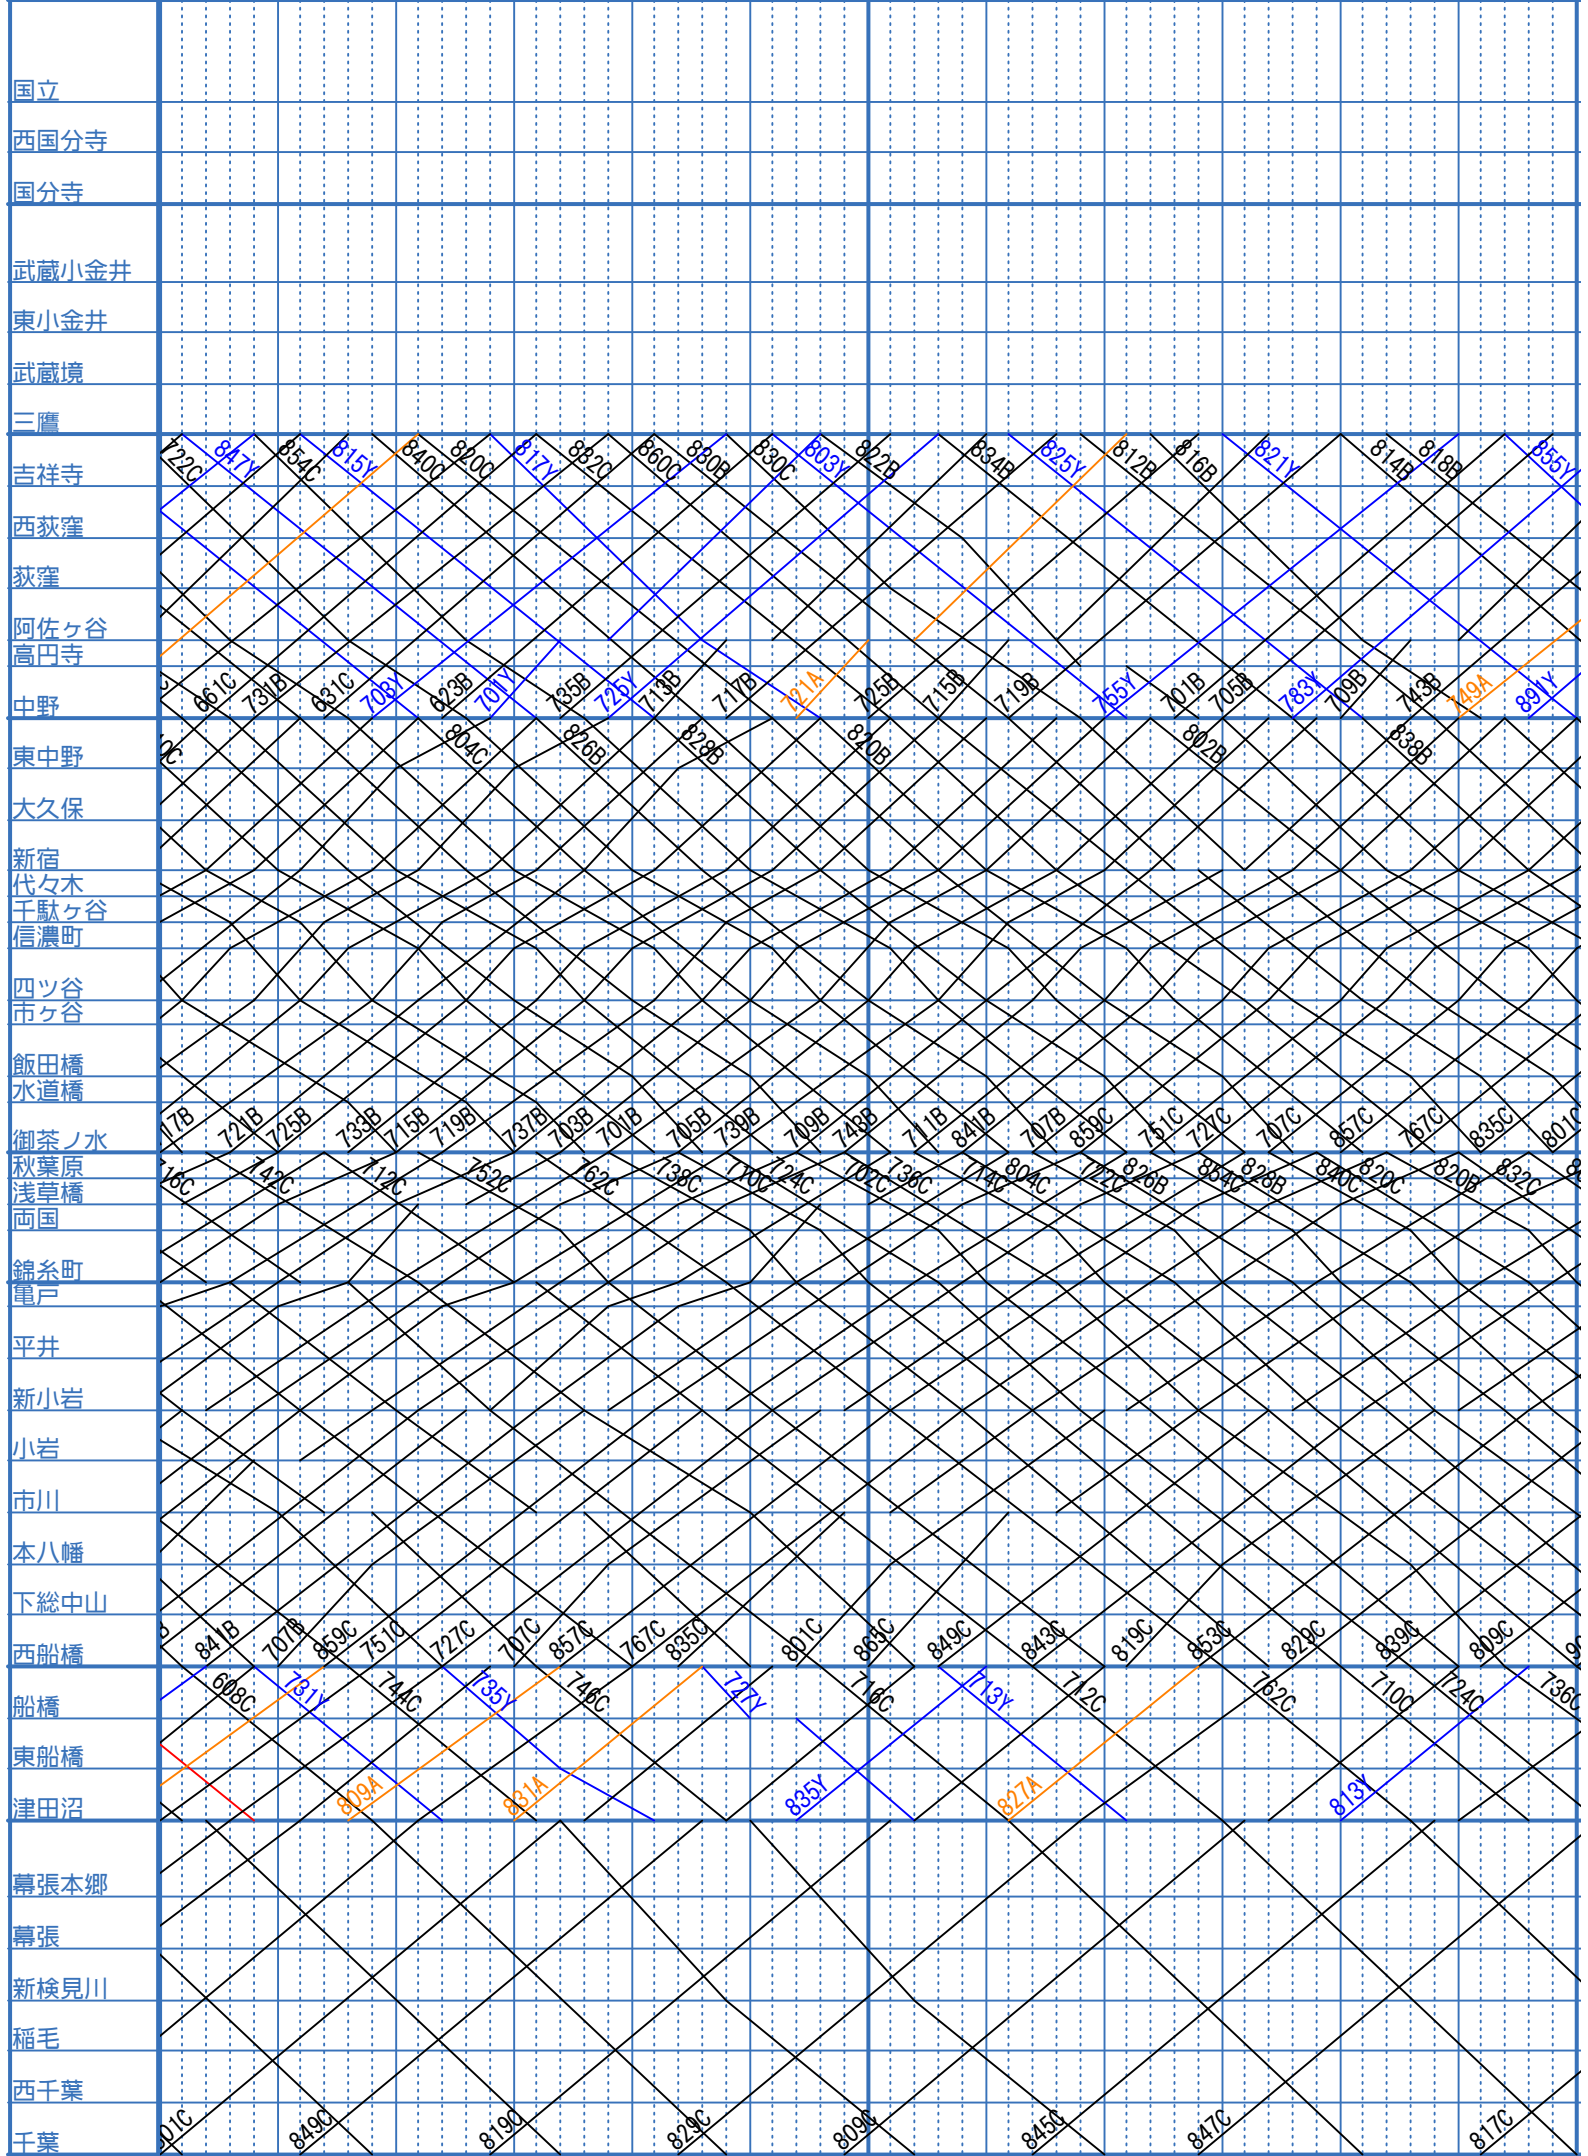 国立
西国分寺
国分寺
武蔵小金井
東小金井
武蔵境
三鷹
722C 847Y 854C 815Y 840C 820C 817Y 832C 860C 830B 830C 803Y 822B 834B 825Y 812B 816B 821Y 814B 818B 855Y
吉祥寺
西荻窪
荻窪
阿佐ヶ谷
高円寺
661C 731B 631C 703Y 623B 701Y 735B 725Y 713B 717B 721A 725B 715B 719B 755Y 701B 705B 783Y 709B 743B 749A 891Y
中野
804C 826B 828B 820B 802B 838B
東中野
大久保
新宿
代々木
千駄ヶ谷
信濃町
四ツ谷
市ヶ谷
飯田橋
水道橋
17B 721B 725B 733B 715B 719B 737B 703B 701B 705B 739B 709B 743B 711B 841B 707B 859C 751C 727C 707C 857C 767C 835C 801C
御茶ノ水
716C 742C 712C 752C 762C 738C 710C 724C 702C 736C 714C 804C 722C 826B 854C 828B 840C 820C 820B 832C
秋葉原
浅草橋
両国
錦糸町
亀戸
平井
新小岩
小岩
市川
本八幡
下総中山
841B 707B 859C 751C 727C 707C 857C 767C 835C 801C 865C 849C 843C 819C 853C 829C 839C 809C
西船橋
608C 731Y 744C 735Y 746C 727Y 716C 713Y 712C 762C 710C 724C 736C
船橋
東船橋
809A 831A 835Y 827A 813Y
津田沼
幕張本郷
幕張
新検見川
稲毛
西千葉
801C 849C 819C 829C 809C 845C 847C 817C
千葉